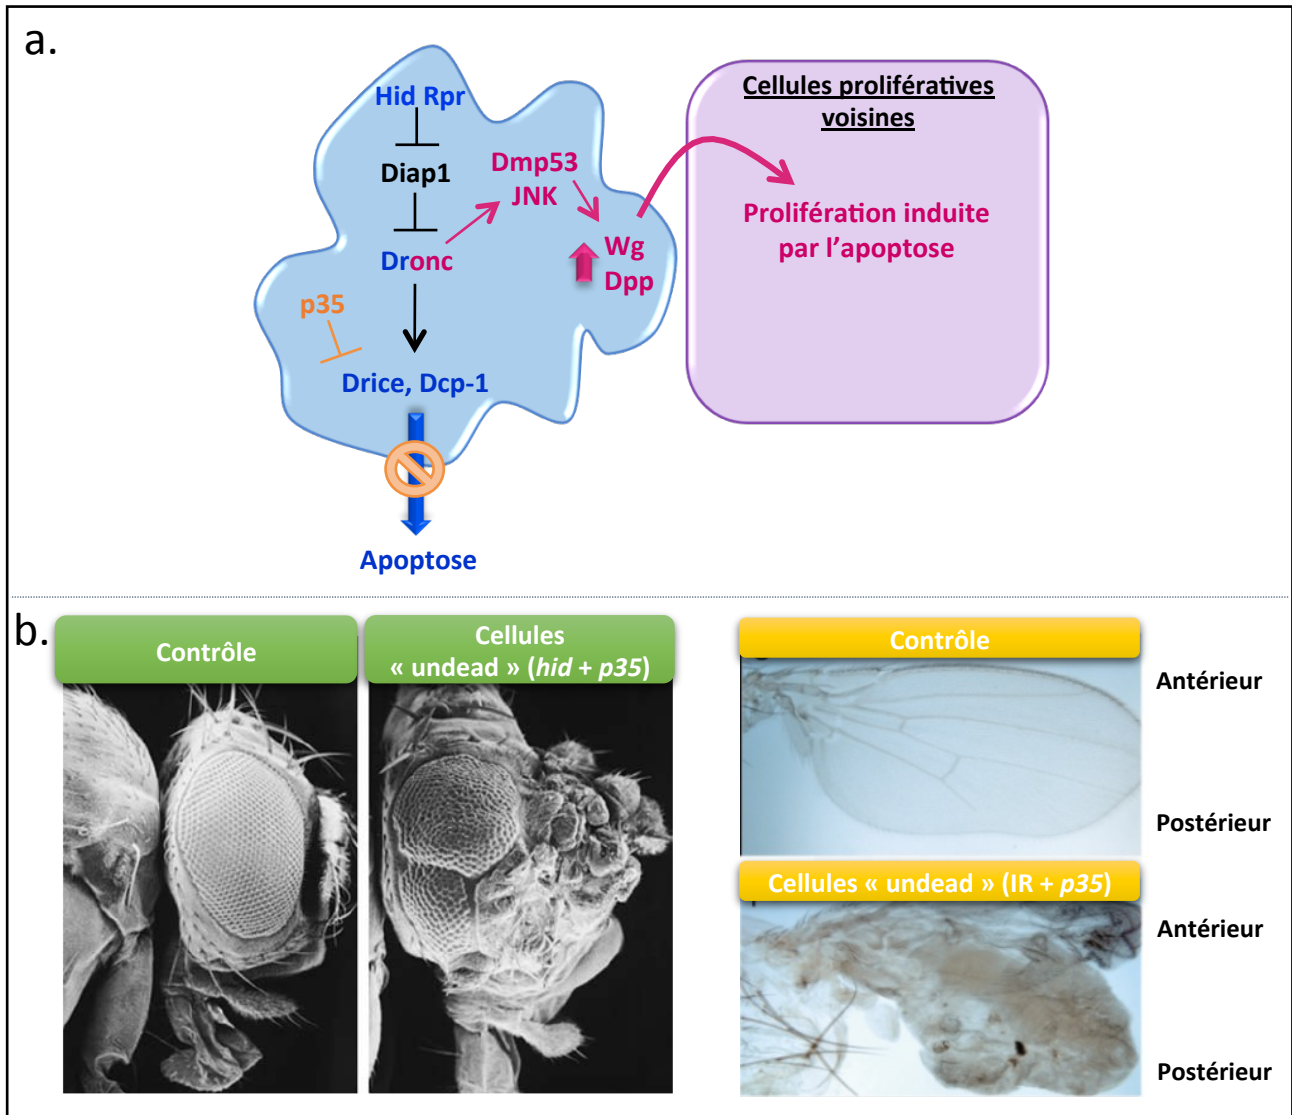 a.
Hid Rpr
Diap1
Dronc
p35
Drice, Dcp-1
Apoptose
Dmp53
JNK
Wg
Dpp
Cellules prolifératives
voisines
Prolifération induite
par l’apoptose
b.
Contrôle
Cellules
« undead » (hid + p35)
Contrôle
Antérieur
Postérieur
Cellules « undead » (IR + p35)
Antérieur
Postérieur